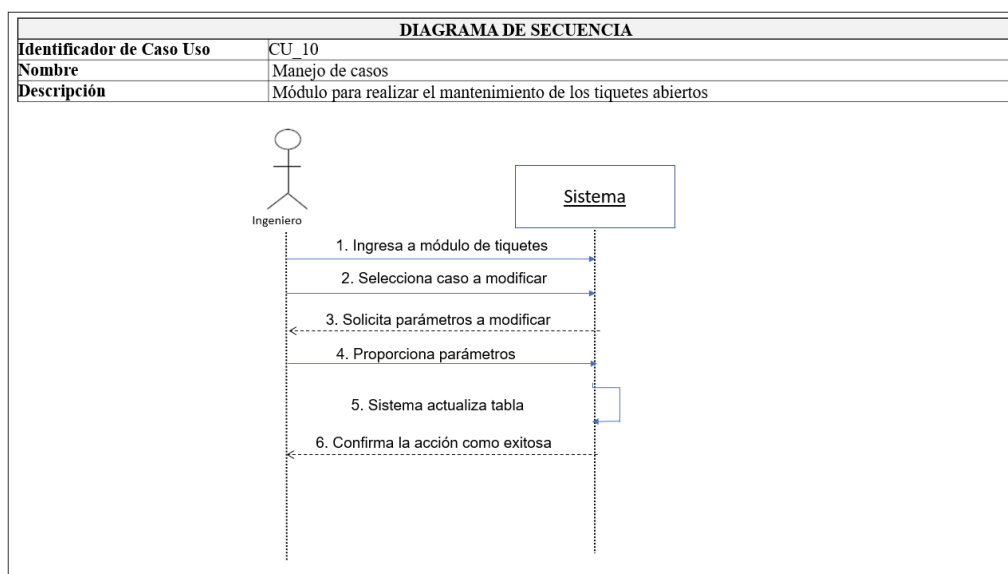 DIAGRAMA DE SECUENCIA
Identificador de Caso Uso CU_10
Nombre Manejo de casos
Descripción Módulo para realizar el mantenimiento de los tiquetes abiertos
Sistema
Ingeniero
1. Ingresa a módulo de tiquetes
2. Selecciona caso a modificar
3. Solicita parámetros a modificar
4. Proporciona parámetros
5. Sistema actualiza tabla
6. Confirma la acción como exitosa